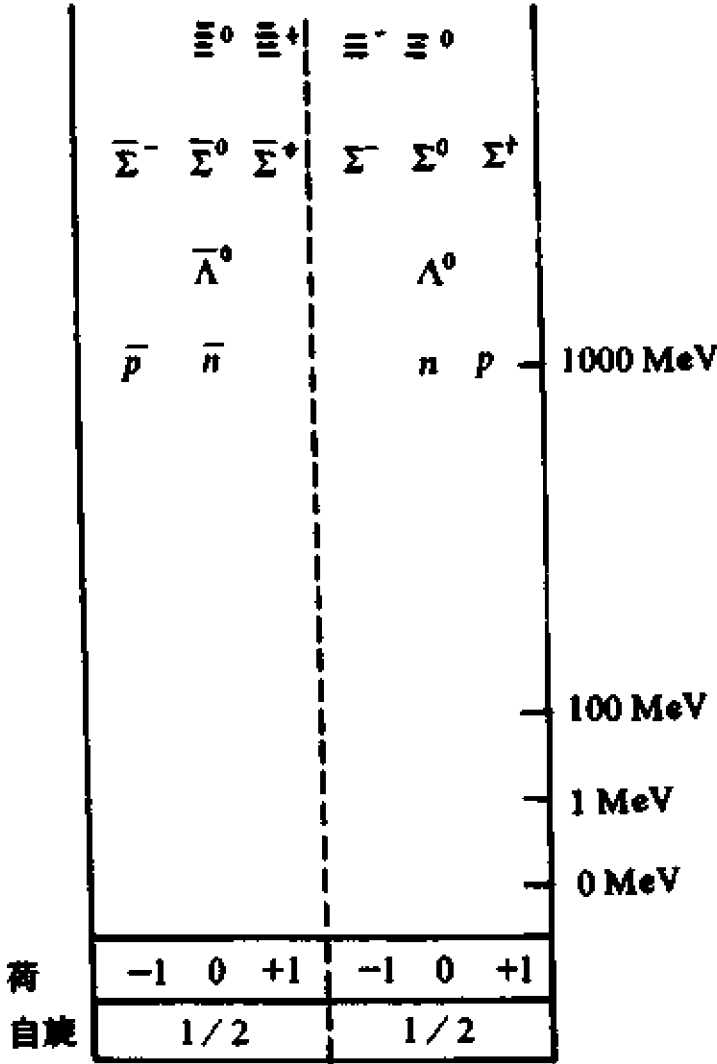 Ξ̄⁰ Ξ̄⁺ Ξ⁻ Ξ⁰
Σ̄⁻ Σ̄⁰ Σ̄⁺ Σ⁻ Σ⁰ Σ⁺
Λ̄⁰ Λ⁰
p̄ n̄ n p 1000 MeV
100 MeV
1 MeV
0 MeV
荷 -1 0 +1 -1 0 +1
自旋 1/2 1/2